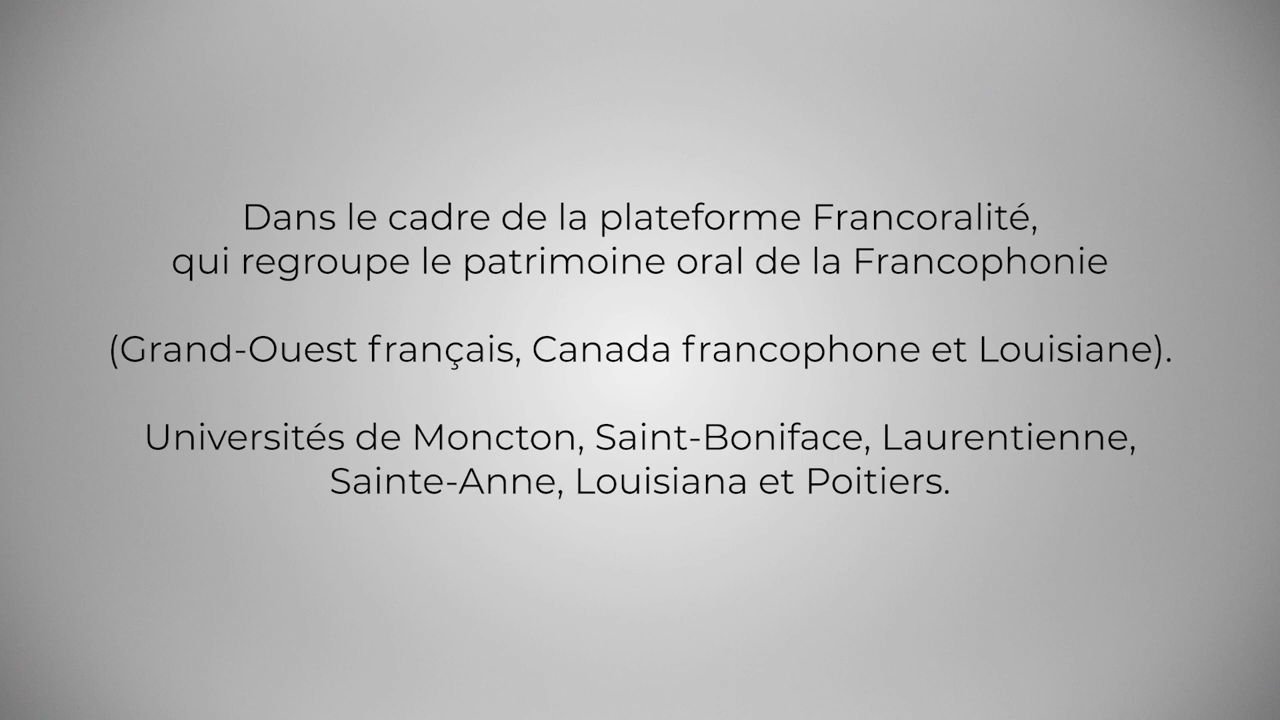 Dans le cadre de la plateforme Francoralité,
qui regroupe le patrimoine oral de la Francophonie
(Grand-Ouest français, Canada francophone et Louisiane).
Universités de Moncton, Saint-Boniface, Laurentienne,
Sainte-Anne, Louisiana et Poitiers.